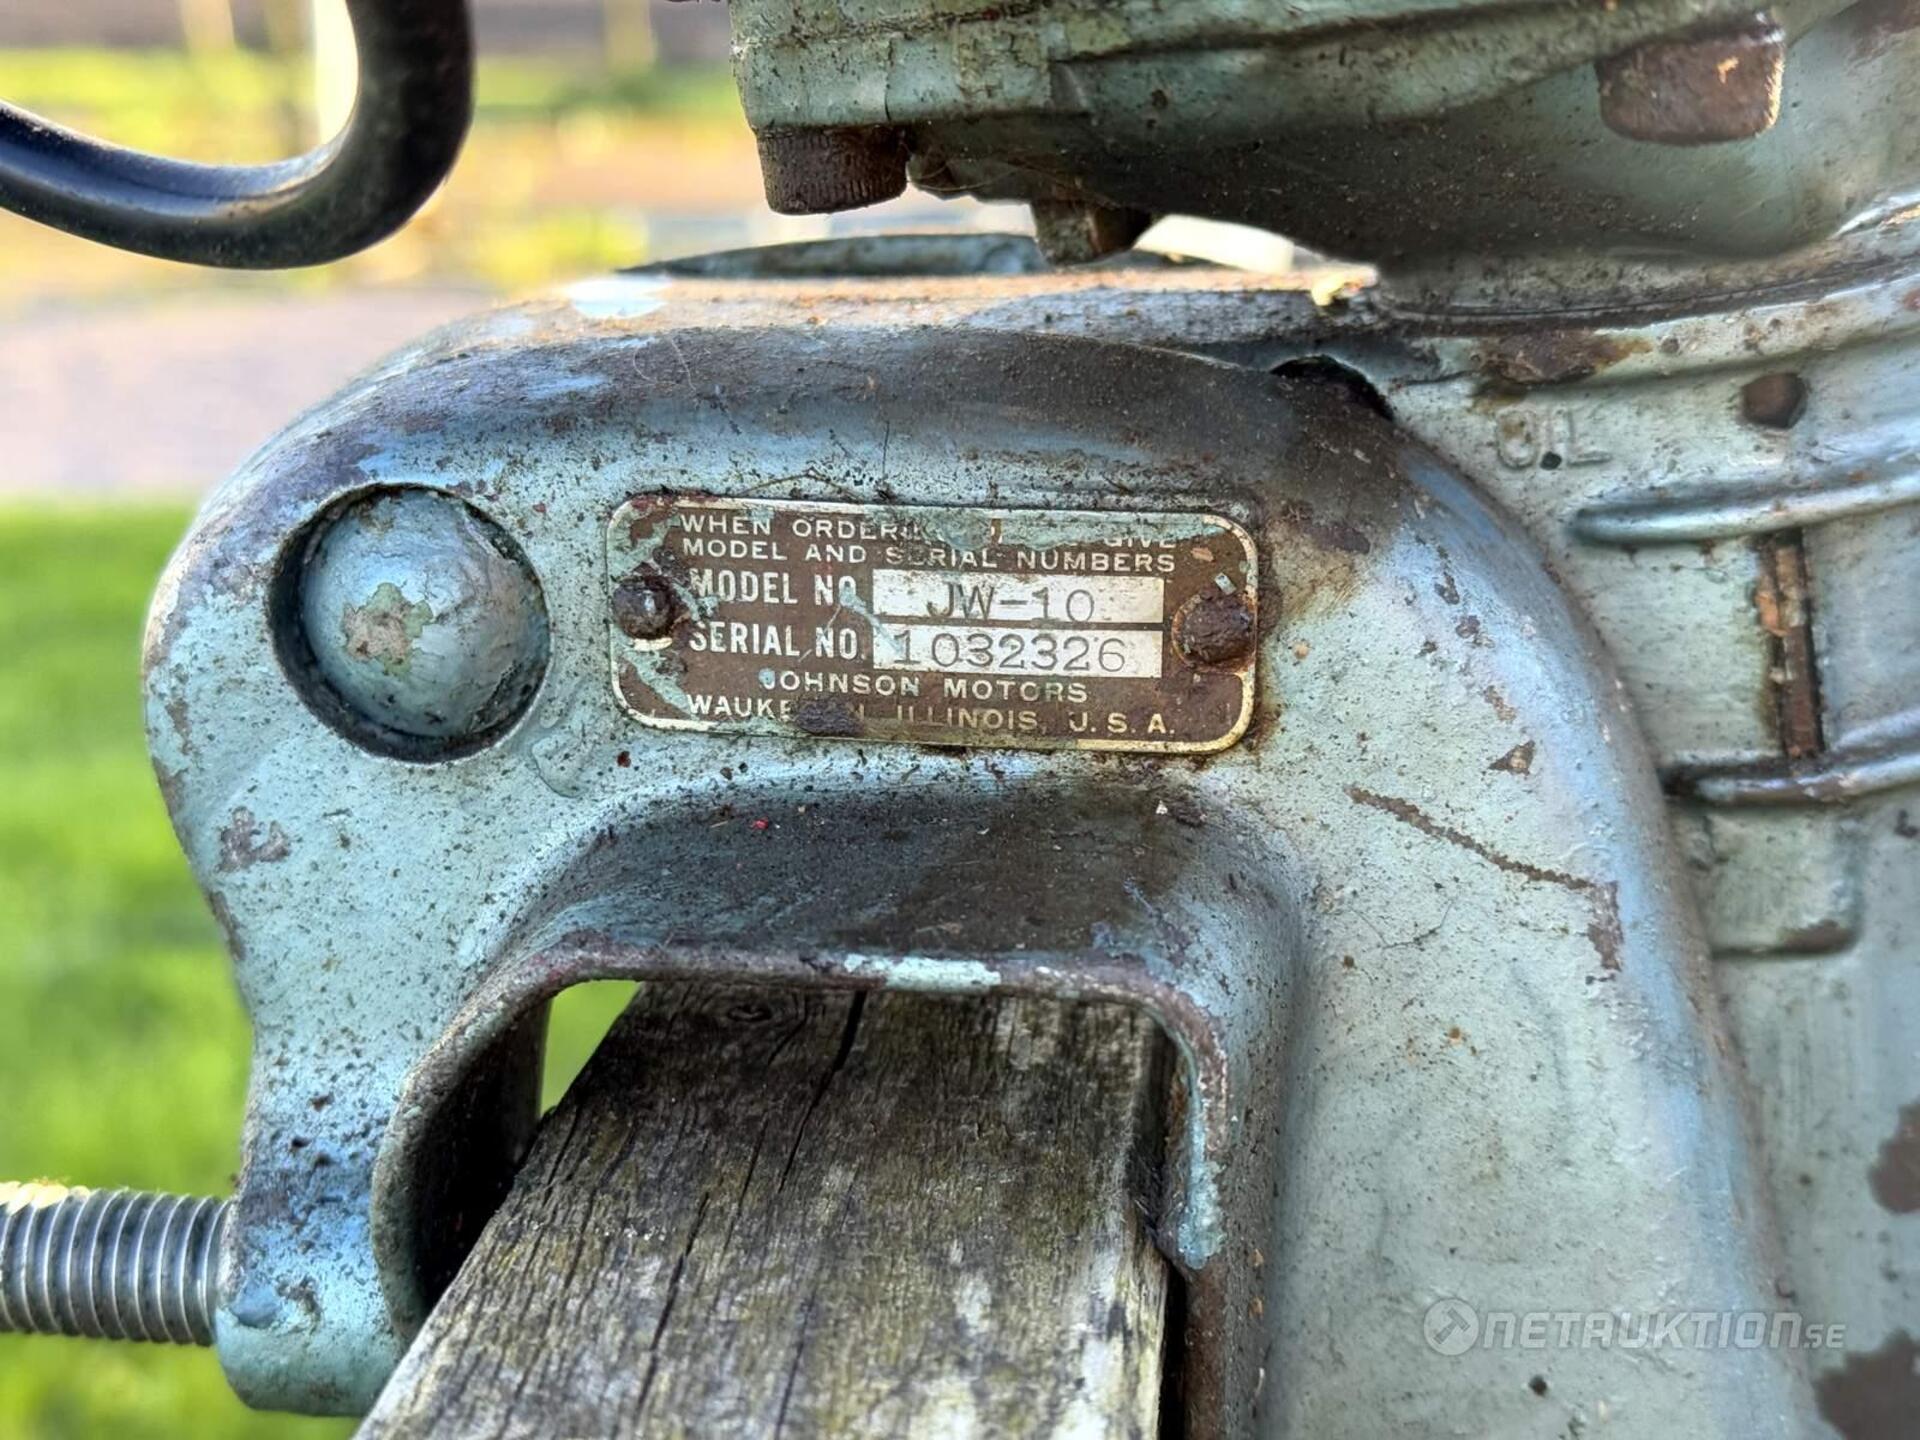 OIL
WHEN GIVE
MODEL AND SERIAL NUMBERS
MODEL NO. JW-10
SERIAL NO. 1032326
JOHNSON MOTORS
ILLINOIS, U.S.A.
NETAUKTION.SE